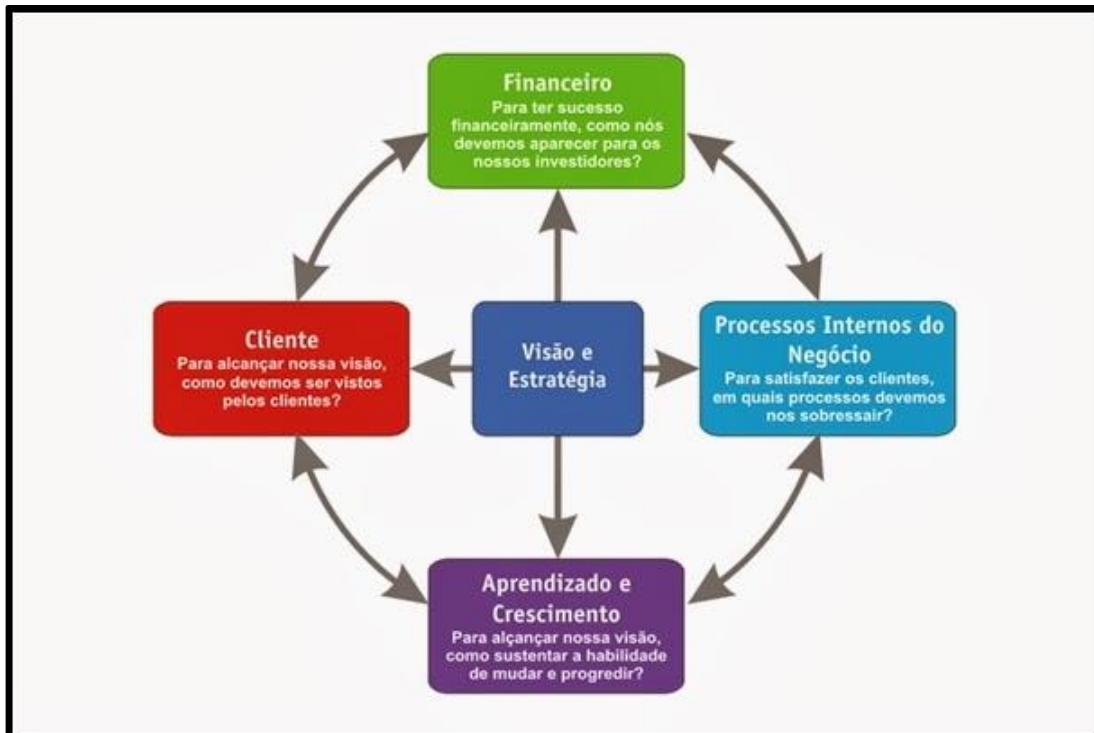 Financeiro
Para ter sucesso
financeiramente, como nós
devemos aparecer para os
nossos investidores?
Cliente
Para alcançar nossa visão,
como devemos ser vistos
pelos clientes?
Visão e
Estratégia
Processos Internos do
Negócio
Para satisfazer os clientes,
em quais processos devemos
nos sobressair?
Aprendizado e
Crescimento
Para alçançar nossa visão,
como sustentar a habilidade
de mudar e progredir?